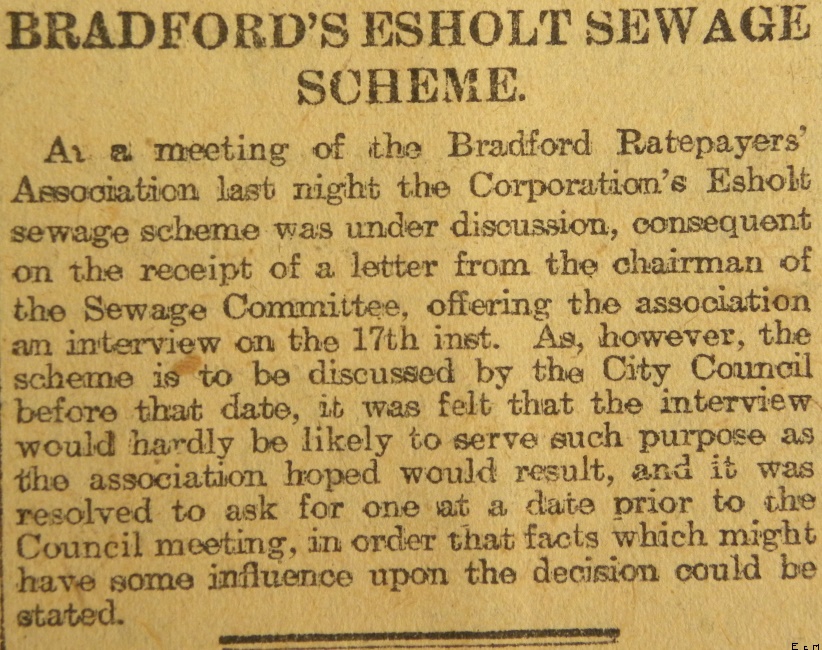 BRADFORD'S ESHOLT SEWAGE
SCHEME.
At a meeting of the Bradford Ratepayers'
Association last night the Corporation's Esholt
sewage scheme was under discussion, consequent
on the receipt of a letter from the chairman of
the Sewage Committee, offering the association
an interview on the 17th inst. As, however, the
scheme is to be discussed by the City Council
before that date, it was felt that the interview
would hardly be likely to serve such purpose as
the association hoped would result, and it was
resolved to ask for one at a date prior to the
Council meeting, in order that facts which might
have some influence upon the decision could be
stated.
EcM